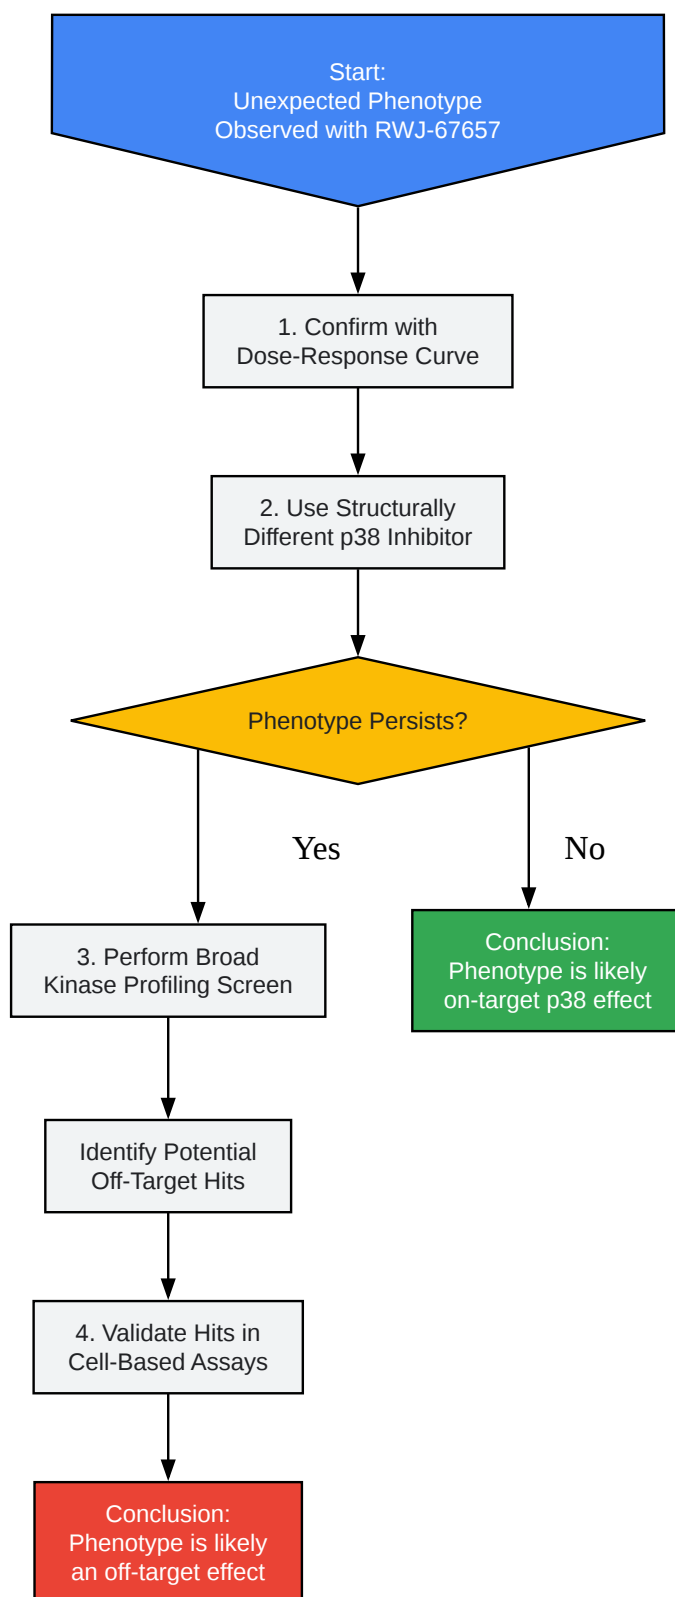 Start:
Unexpected Phenotype
Observed with RWJ-67657
1. Confirm with
Dose-Response Curve
2. Use Structurally
Different p38 Inhibitor
Phenotype Persists?
Yes
No
3. Perform Broad
Kinase Profiling Screen
Conclusion:
Phenotype is likely
on-target p38 effect
Identify Potential
Off-Target Hits
4. Validate Hits in
Cell-Based Assays
Conclusion:
Phenotype is likely
an off-target effect